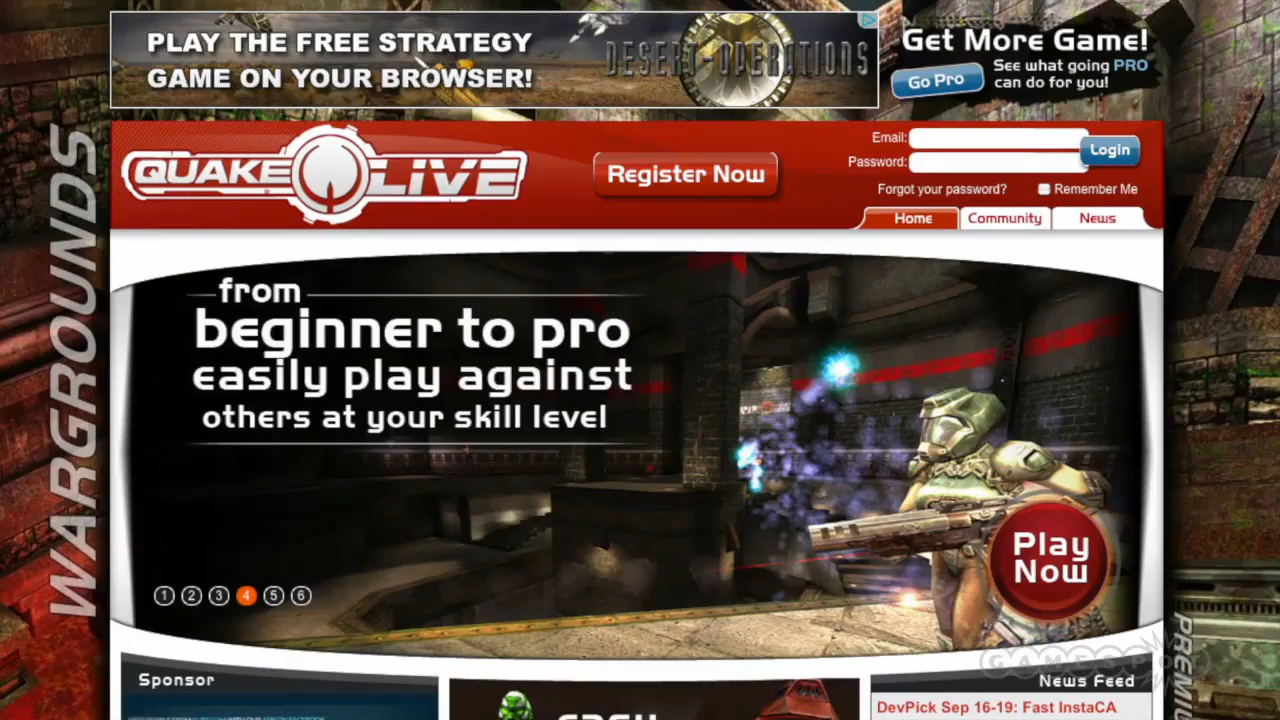 PLAY THE FREE STRATEGY
GAME ON YOUR BROWSER!
DESERT-OPERATIONS
Get More Game!
Go Pro
See what going PRO
can do for you!
WARGROUNDS
QUAKE LIVE
Register Now
Email:
Password:
Login
Forgot your password?
Remember Me
Home
Community
News
from
beginner to pro
easily play against
others at your skill level
Play
Now
1 2 3 4 5 6
Sponsor
News Feed
DevPick Sep 16-19: Fast InstaCA